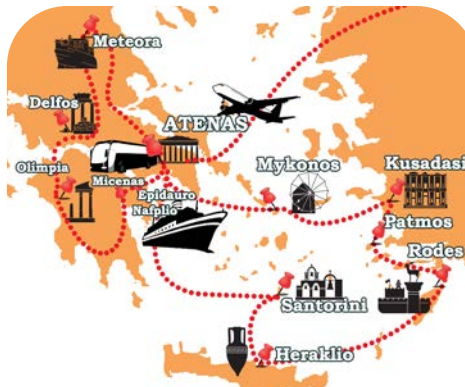 Meteora
Delfos
ATENAS
Olimpia
Micenas
Mykonos
Kusadasi
Epidauro
Nafplio
Patmos
Rodes
Santorini
Heraklio